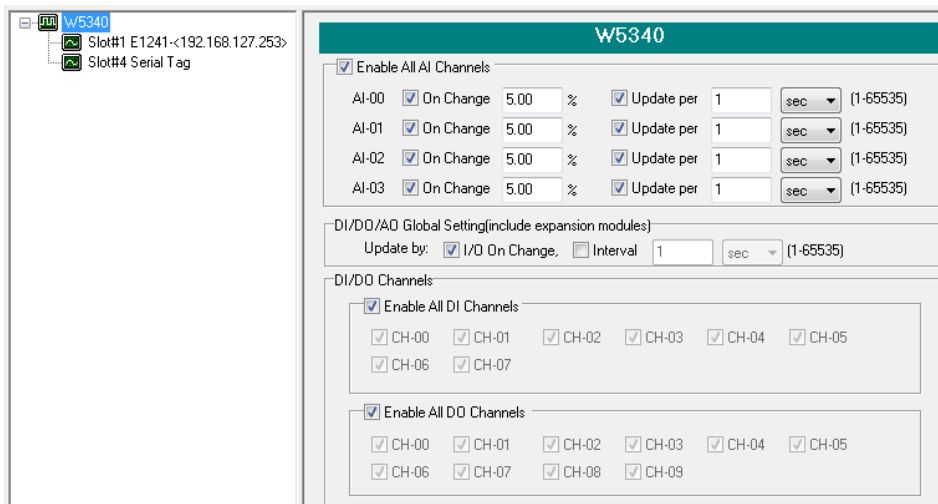 W5340
Slot#1 E1241-<192.168.127.253>
Slot#4 Serial Tag
W5340
Enable All AI Channels
AI-00 On Change 5.00 % Update per 1 sec (1-65535)
AI-01 On Change 5.00 % Update per 1 sec (1-65535)
AI-02 On Change 5.00 % Update per 1 sec (1-65535)
AI-03 On Change 5.00 % Update per 1 sec (1-65535)
DI/DO/AO Global Setting(include expansion modules)
Update by: I/O On Change, Interval 1 sec (1-65535)
DI/DO Channels
Enable All DI Channels
CH-00 CH-01 CH-02 CH-03 CH-04 CH-05
CH-06 CH-07
Enable All DO Channels
CH-00 CH-01 CH-02 CH-03 CH-04 CH-05
CH-06 CH-07 CH-08 CH-09